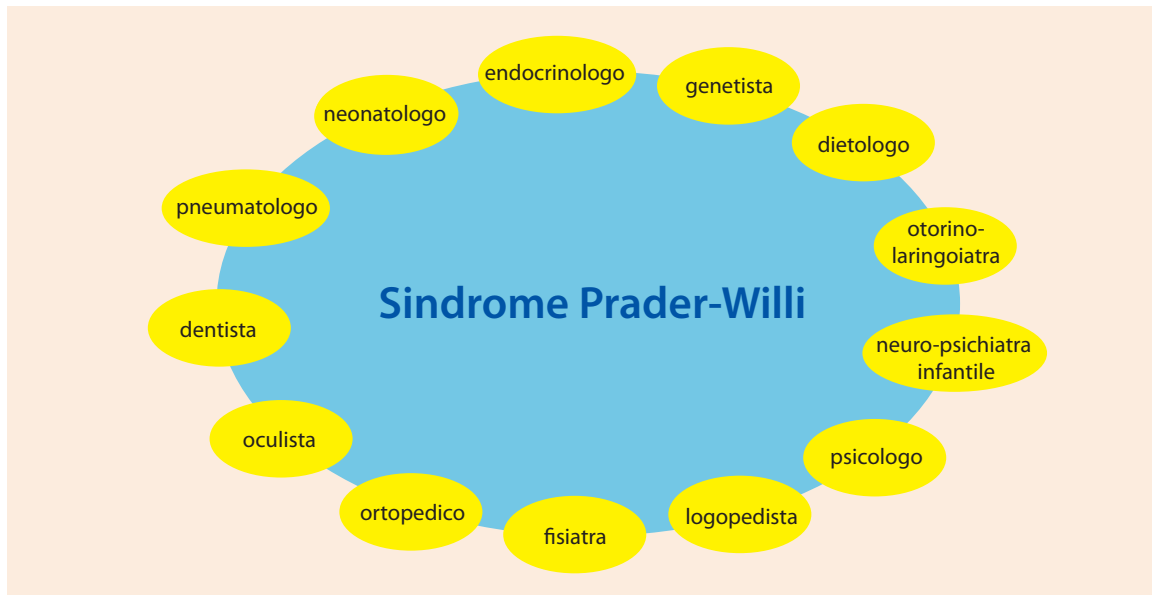 endocrinologo
genetista
neonatologo
dietologo
pneumatologo
otorino-
laringoiatra
Sindrome Prader-Willi
dentista
neuro-psichiatra
infantile
oculista
psicologo
ortopedico
logopedista
fisiatra